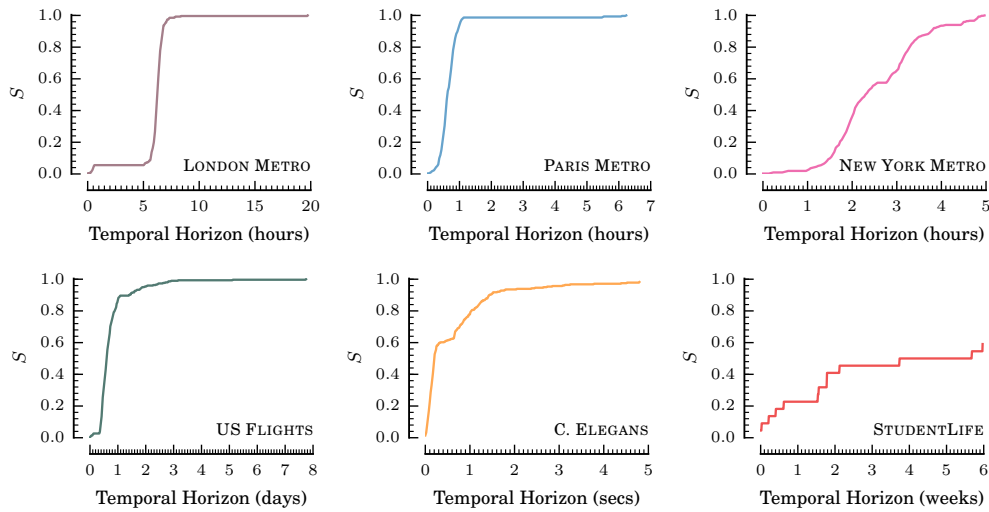 1.0
0.8
0.6
0.4
0.2
0.0
S
LONDON METRO
0 5 10 15 20
Temporal Horizon (hours)
1.0
0.8
0.6
0.4
0.2
0.0
S
PARIS METRO
0 1 2 3 4 5 6 7
Temporal Horizon (hours)
1.0
0.8
0.6
0.4
0.2
0.0
S
NEW YORK METRO
0 1 2 3 4 5
Temporal Horizon (hours)
1.0
0.8
0.6
0.4
0.2
0.0
S
US FLIGHTS
0 1 2 3 4 5 6 7 8
Temporal Horizon (days)
1.0
0.8
0.6
0.4
0.2
0.0
S
C. ELEGANS
0 1 2 3 4 5
Temporal Horizon (secs)
1.0
0.8
0.6
0.4
0.2
0.0
S
STUDENTLIFE
0 1 2 3 4 5 6
Temporal Horizon (weeks)